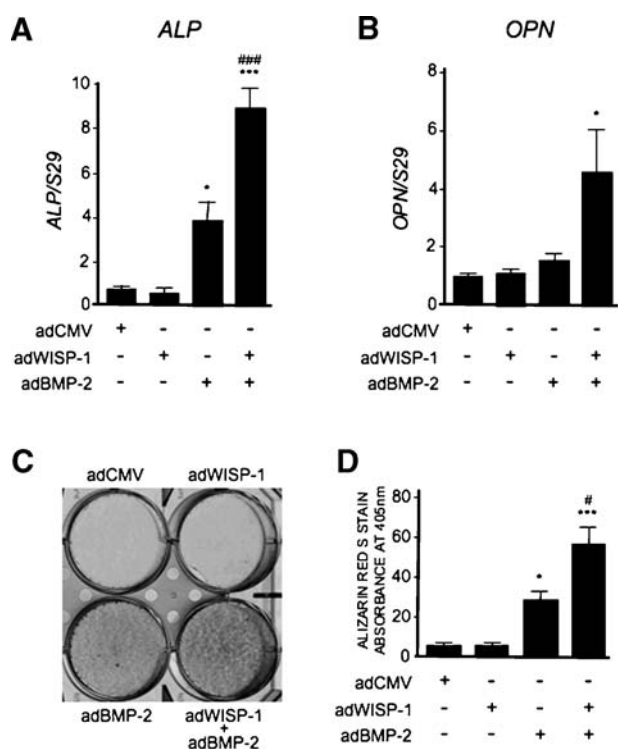 A
ALP
###
***
*
10
8
6
4
2
0
ALP/S29
adCMV + - - -
adWISP-1 - + - +
adBMP-2 - - + +
B
OPN
*
8
6
4
2
0
OPN/S29
adCMV + - - -
adWISP-1 - + - +
adBMP-2 - - + +
C
adCMV adWISP-1
adBMP-2 adWISP-1
+
adBMP-2
D
#
***
*
80
60
40
20
0
ALIZARIN RED S STAIN
ABSORBANCE AT 405nm
adCMV + - - -
adWISP-1 - + - +
adBMP-2 - - + +